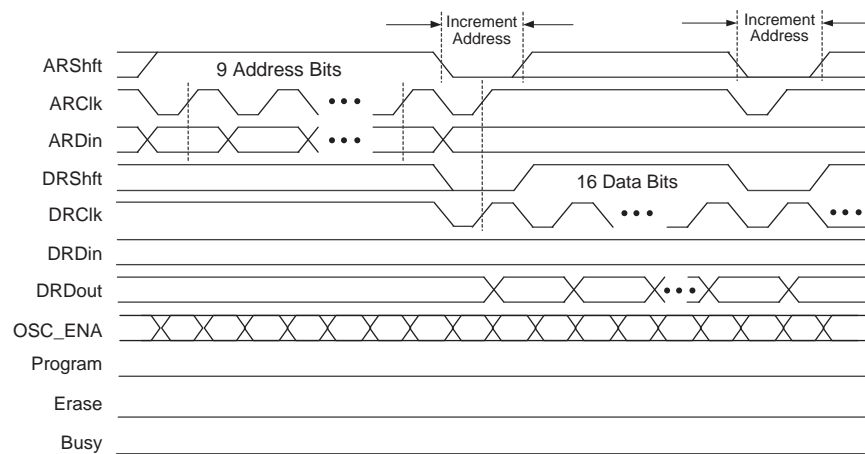 Increment
Address
Increment
Address
ARShft
9 Address Bits
ARClk
ARDin
DRShft
16 Data Bits
DRClk
DRDin
DRDout
OSC_ENA
Program
Erase
Busy